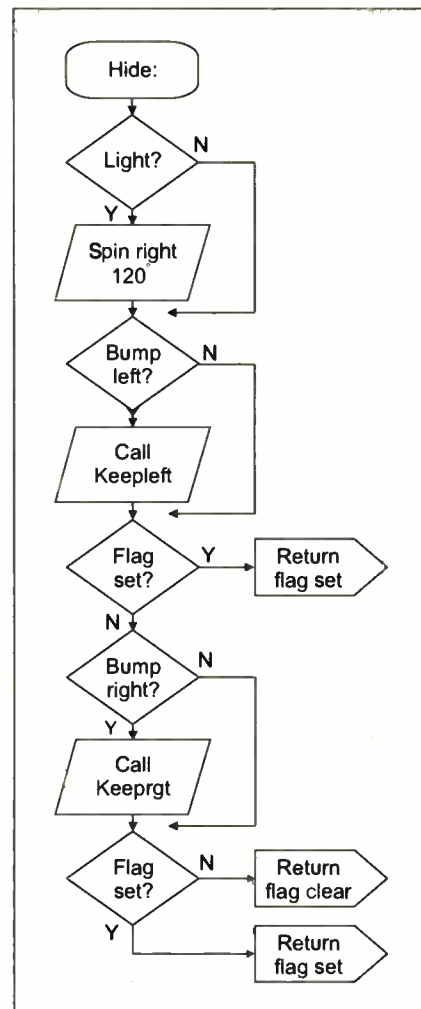 Hide:
Light?
N
Y
Spin right
120°
Bump
left?
N
Call
Keepleft
Flag
set?
Y
Return
flag set
N
Bump
right?
N
Y
Call
Keeprgt
Flag
set?
N
Return
flag clear
Y
Return
flag set